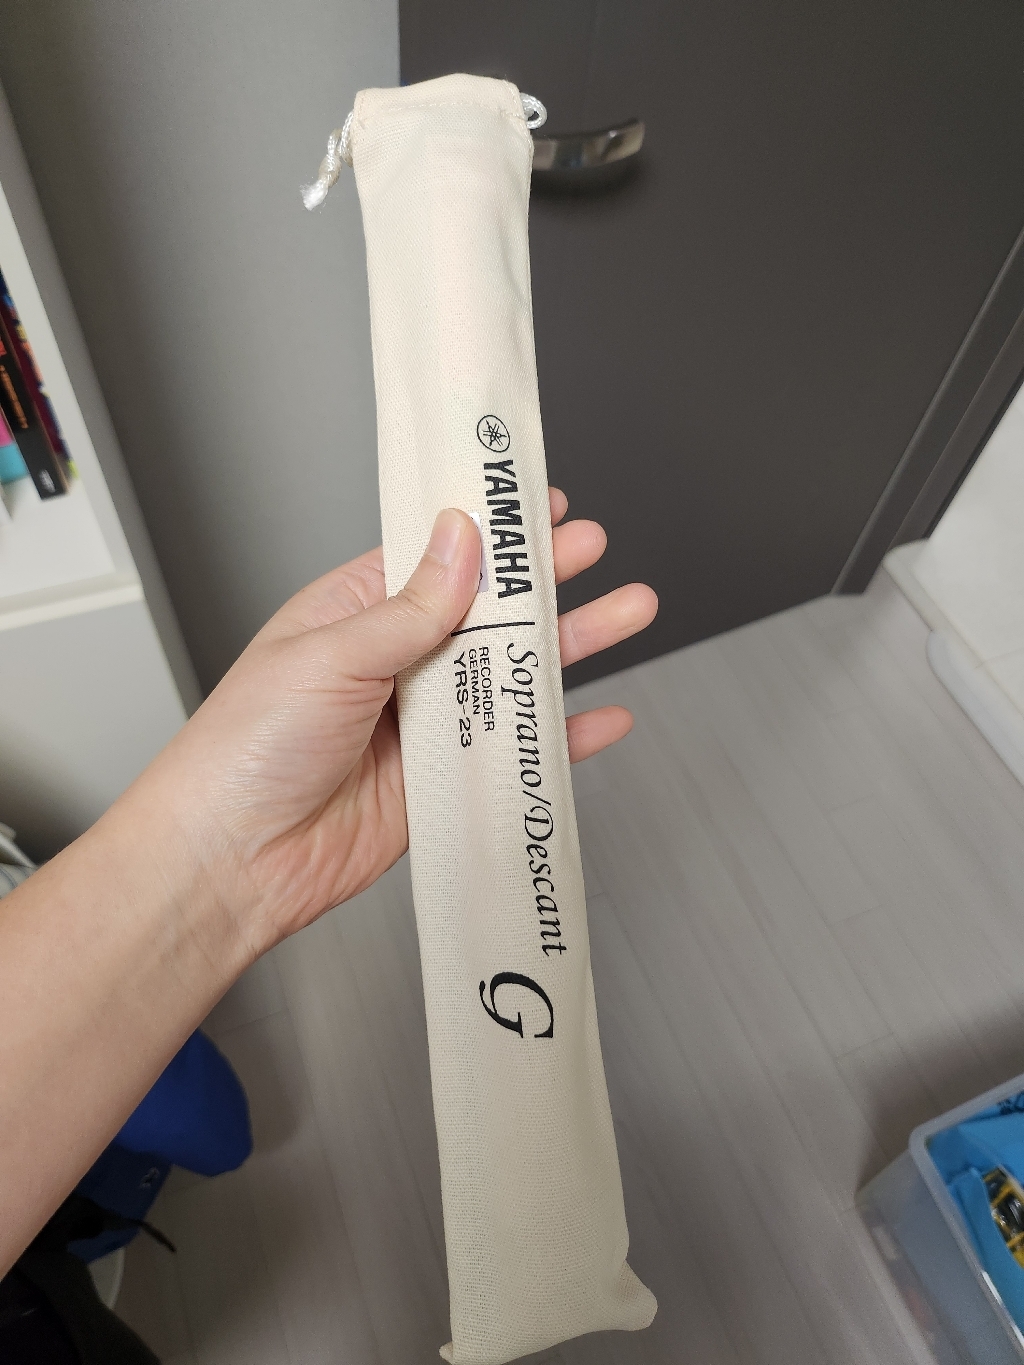 YAMAHA
Soprano/Descant
G
RECORDER
GERMAN
YRS-23